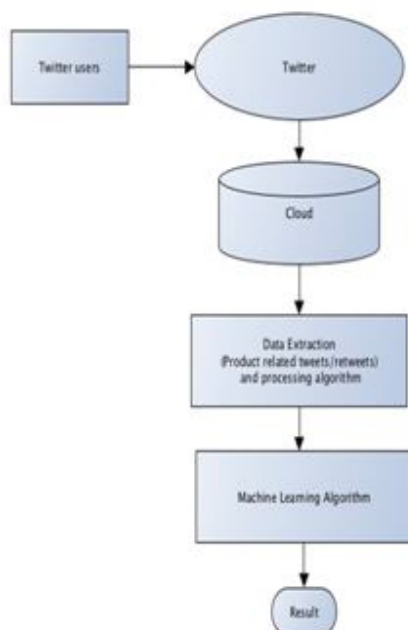 Twitter users
Twitter
Cloud
Data Extraction
(Product related tweets/retweets)
and processing algorithm
Machine Learning Algorithm
Result